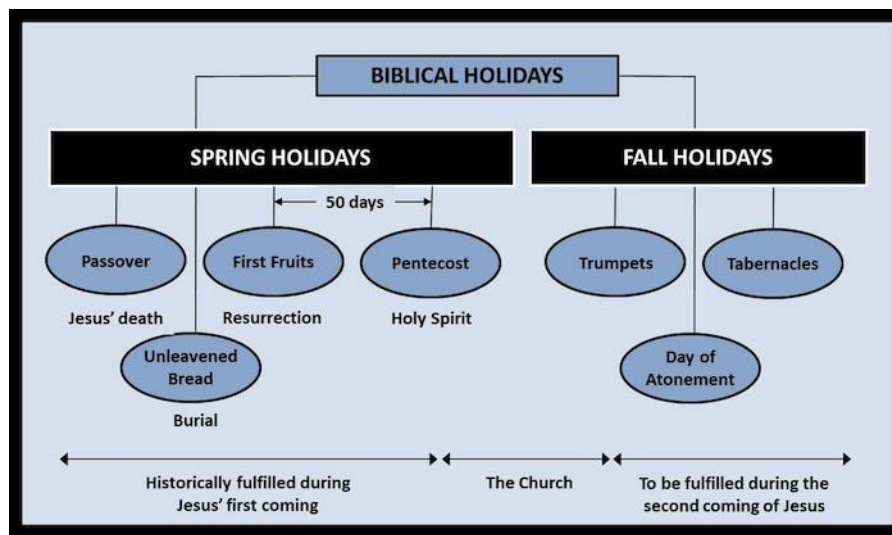 BIBLICAL HOLIDAYS
SPRING HOLIDAYS
FALL HOLIDAYS
50 days
Passover
First Fruits
Pentecost
Trumpets
Tabernacles
Jesus' death
Resurrection
Holy Spirit
Unleavened
Bread
Day of
Atonement
Burial
Historically fulfilled during
Jesus' first coming
The Church
To be fulfilled during the
second coming of Jesus